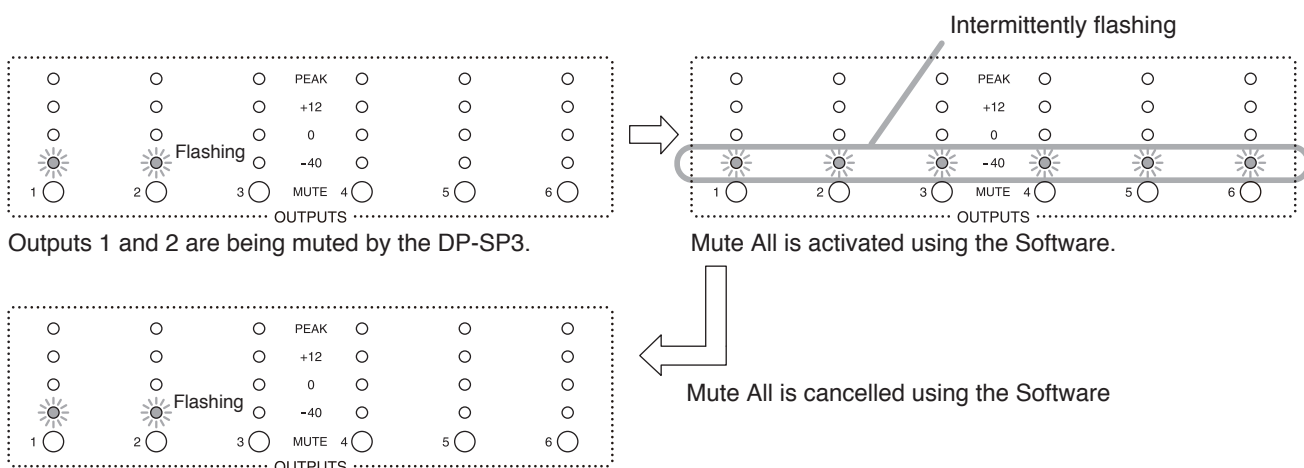 Intermittently flashing
PEAK
+12
0
Flashing
-40
1 2 3 MUTE 4 5 6
OUTPUTS
Outputs 1 and 2 are being muted by the DP-SP3.
PEAK
+12
0
-40
1 2 3 MUTE 4 5 6
OUTPUTS
Mute All is activated using the Software.
Mute All is cancelled using the Software
PEAK
+12
0
Flashing
-40
1 2 3 MUTE 4 5 6
OUTPUTS